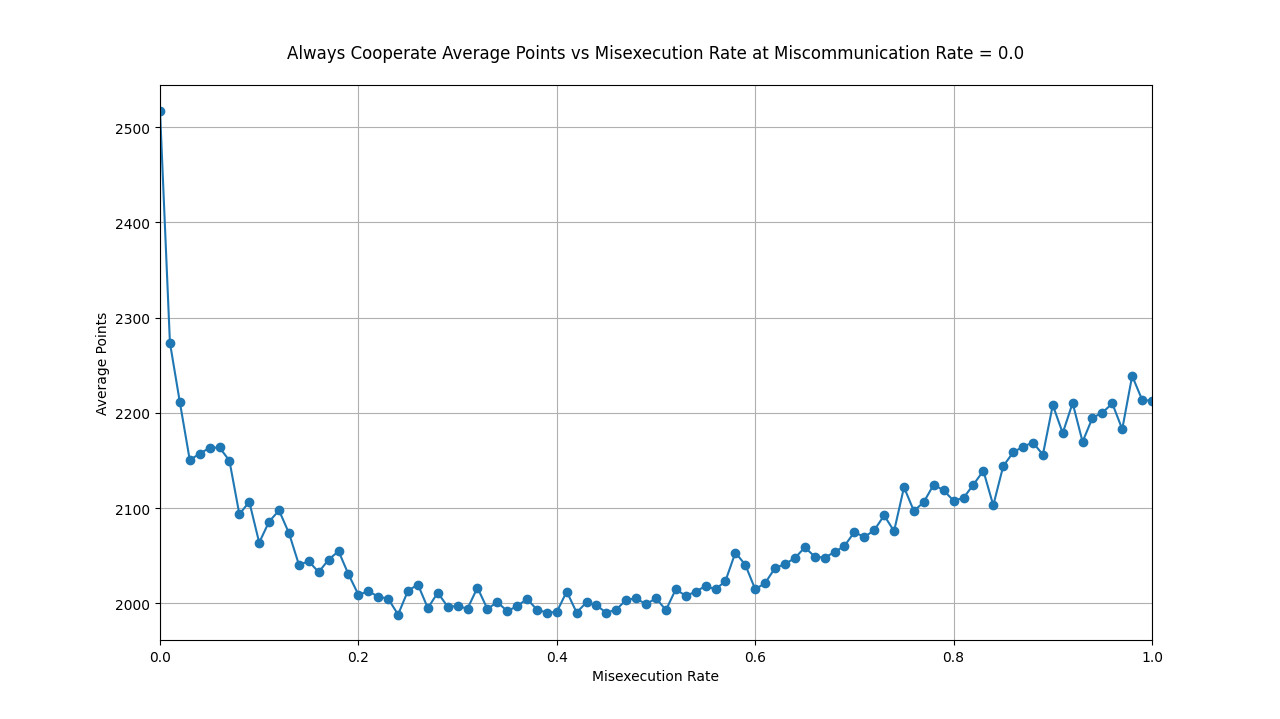 Always Cooperate Average Points vs Misexecution Rate at Miscommunication Rate = 0.0
2500
2400
2300
2200
2100
2000
Average Points
0.0 0.2 0.4 0.6 0.8 1.0
Misexecution Rate